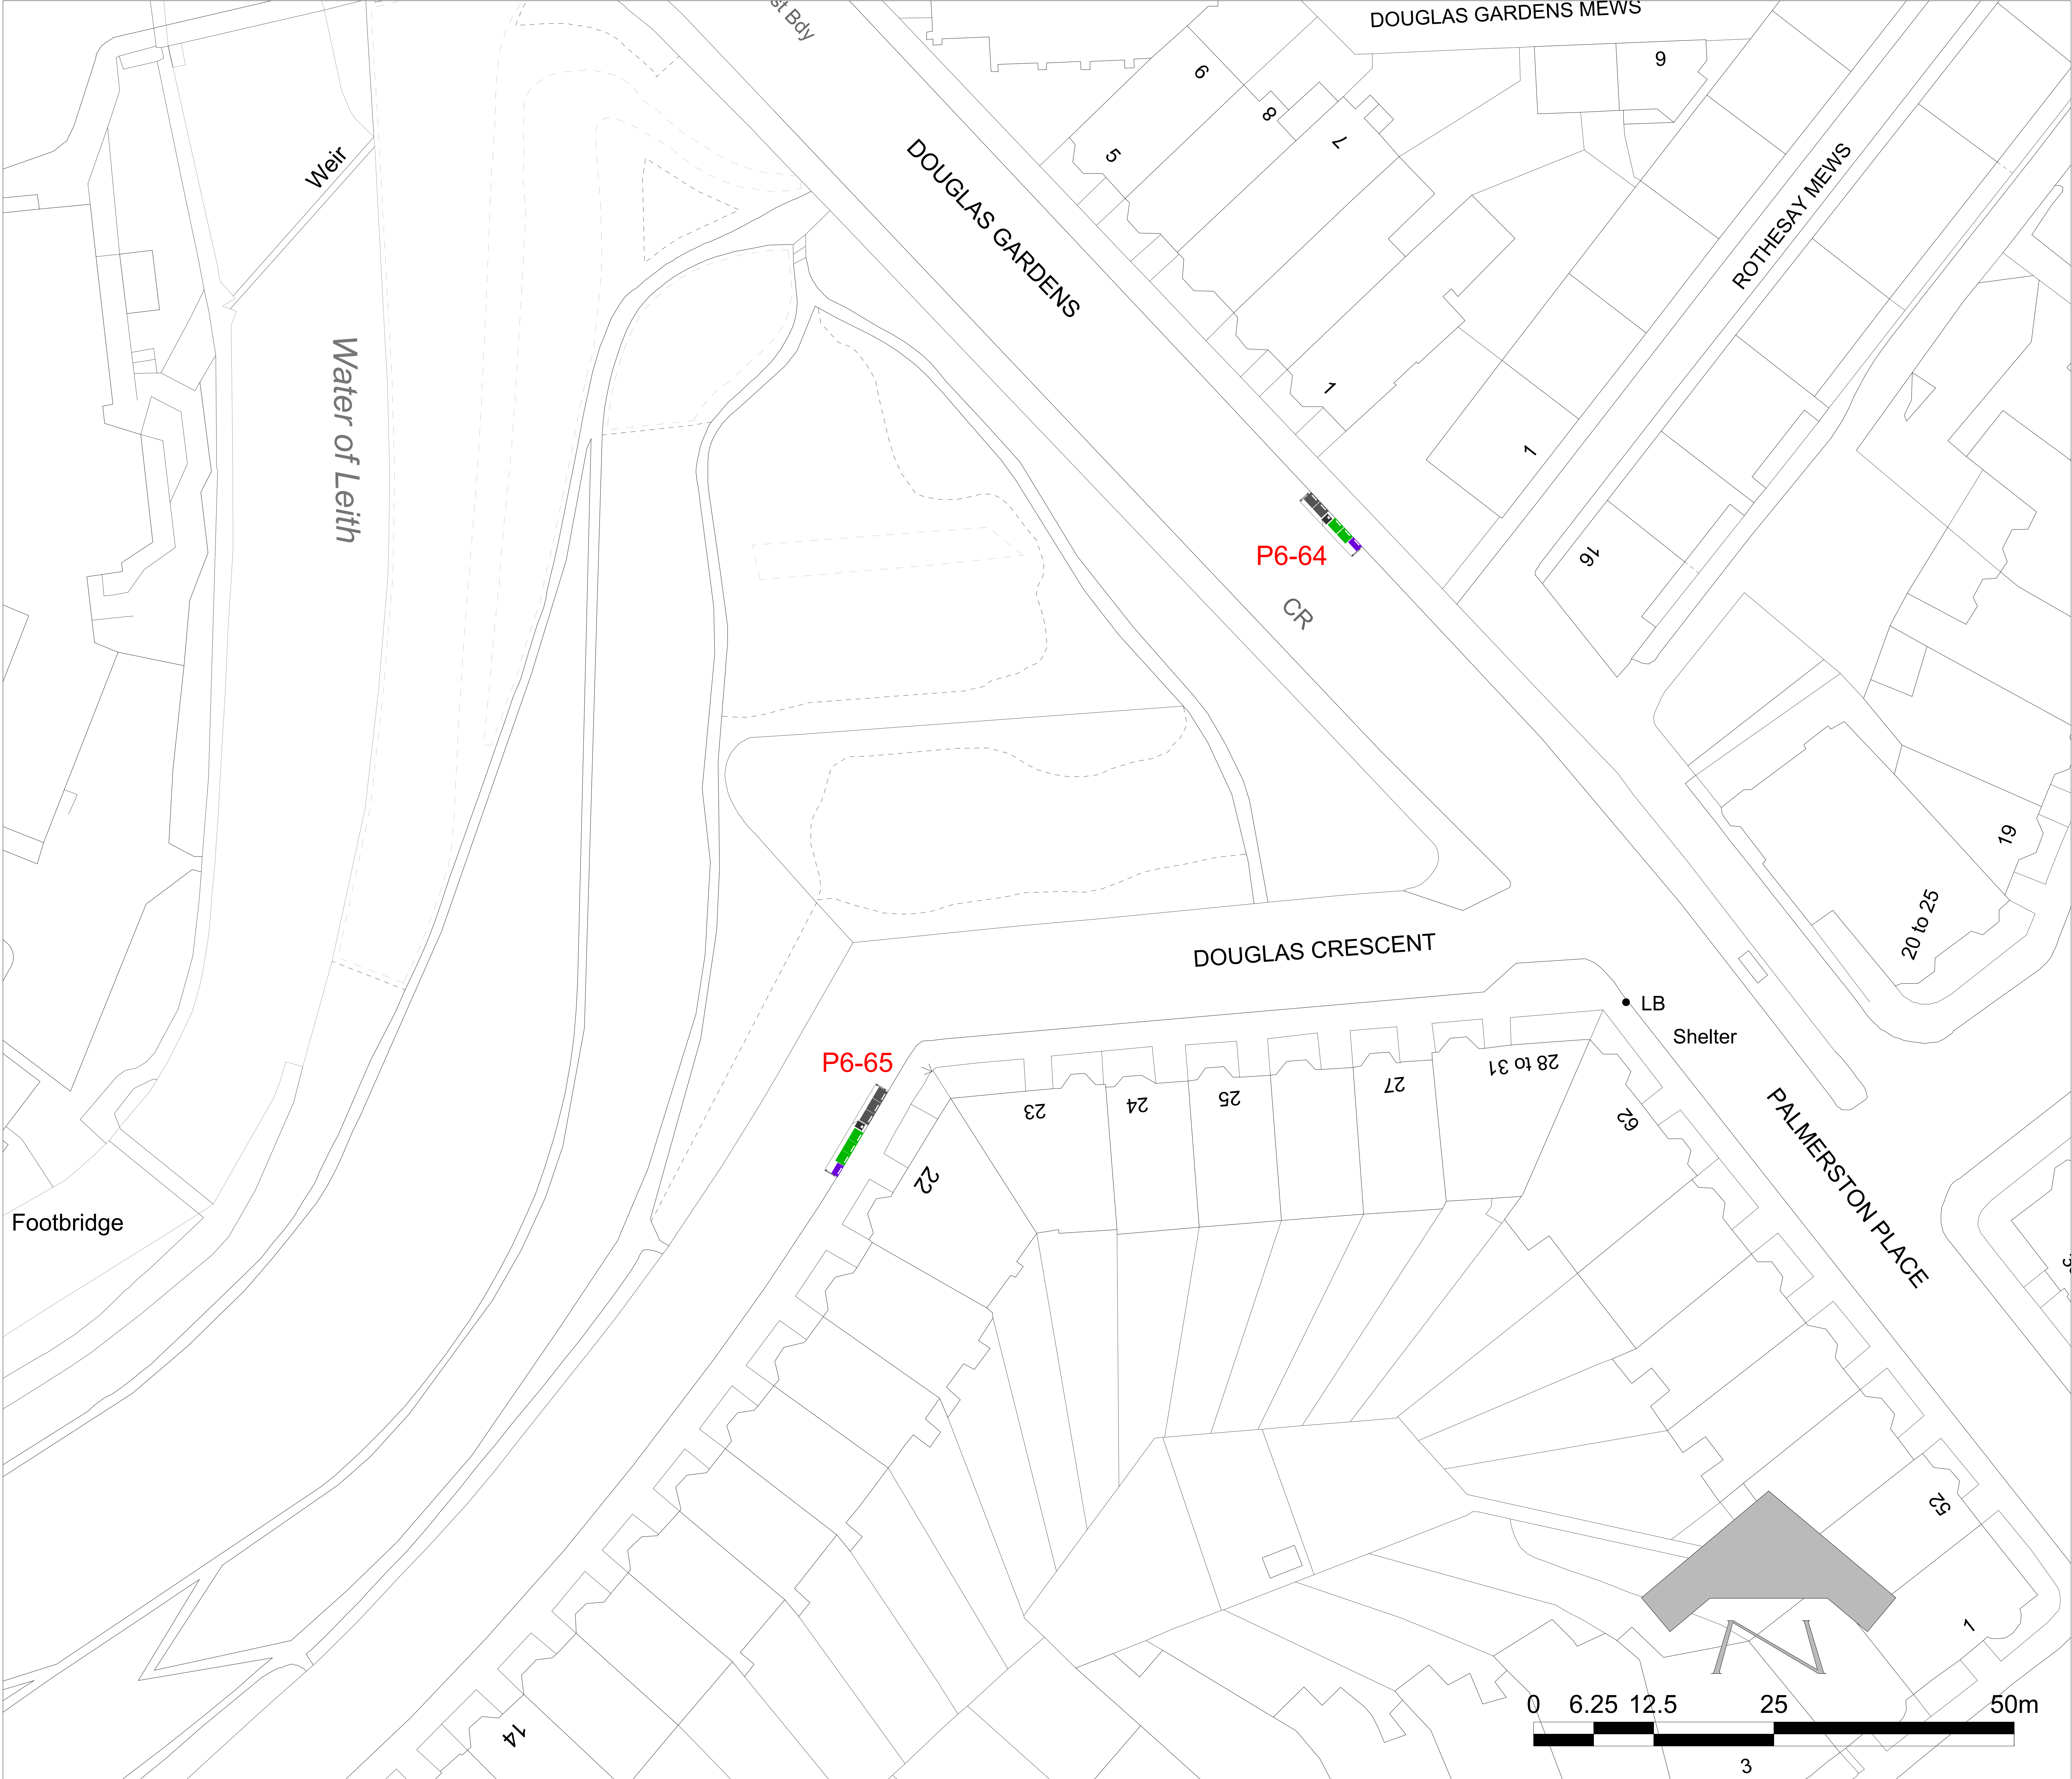 st Bdy
DOUGLAS GARDENS MEWS
6
9
8
7
5
Weir
DOUGLAS GARDENS
ROTHESAY MEWS
Water of Leith
1
1
16
P6-64
CR
19
20 to 25
DOUGLAS CRESCENT
LB
Shelter
P6-65
23
24
25
27
28 to 31
62
22
PALMERSTON PLACE
Footbridge
52
1
N
14
0 6.25 12.5 25 50m
3